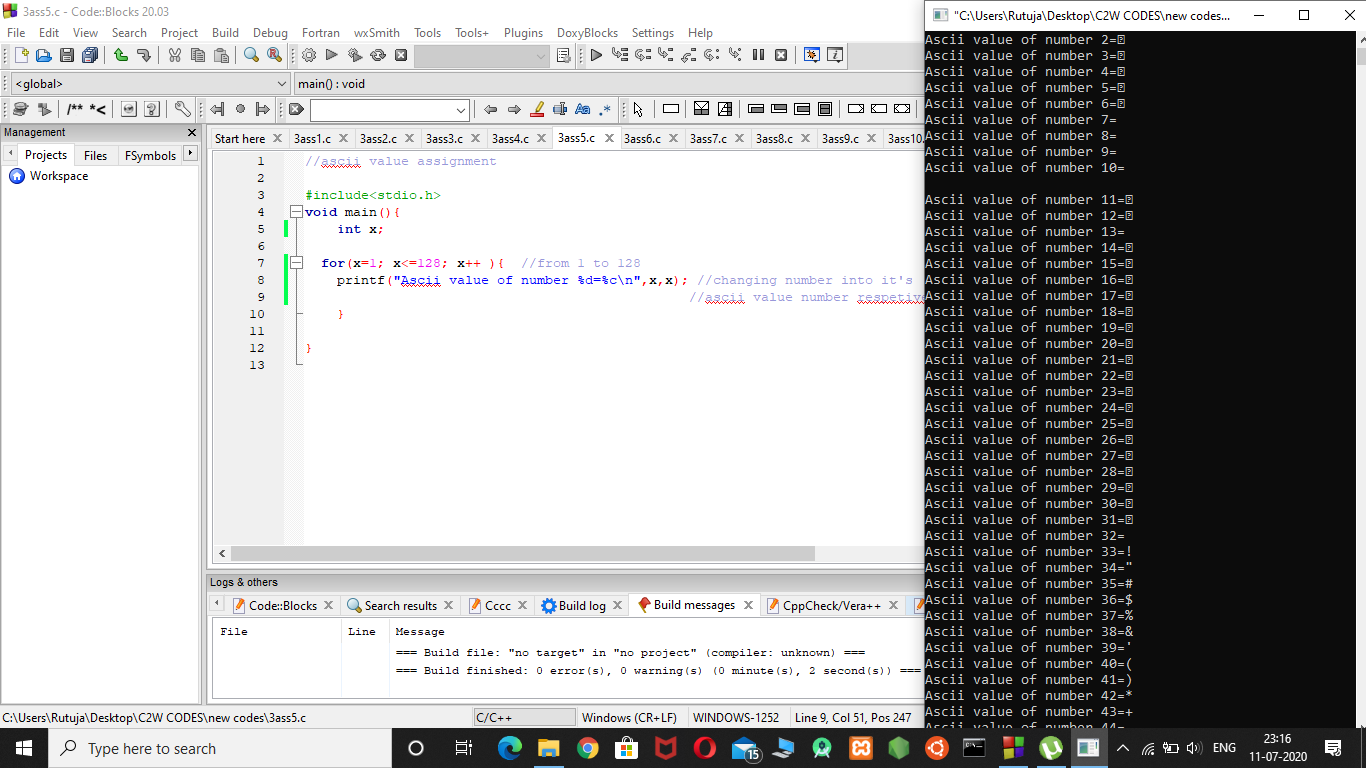 3ass5.c - Code::Blocks 20.03
File Edit View Search Project Build Debug Fortran wxSmith Tools Tools+ Plugins DoxyBlocks Settings Help
<global>
main() : void
/** *<
Aa .*
Management
Projects Files FSymbols
Workspace
Start here 3ass1.c 3ass2.c 3ass3.c 3ass4.c 3ass5.c 3ass6.c 3ass7.c 3ass8.c 3ass9.c 3ass10.
1 //ascii value assignment
2
3 #include<stdio.h>
4 void main(){
5 int x;
6
7 for(x=1; x<=128; x++ ){ //from 1 to 128
8 printf("Ascii value of number %d=%c\n",x,x); //changing number into it's
9 //ascii value number respetive
10 }
11
12 }
13
Logs & others
Code::Blocks Search results Cccc Build log Build messages CppCheck/Vera++
File Line Message
=== Build file: "no target" in "no project" (compiler: unknown) ===
=== Build finished: 0 error(s), 0 warning(s) (0 minute(s), 2 second(s)) ===
C:\Users\Rutuja\Desktop\C2W CODES\new codes\3ass5.c C/C++ Windows (CR+LF) WINDOWS-1252 Line 9, Col 51, Pos 247
"C:\Users\Rutuja\Desktop\C2W CODES\new codes...
Ascii value of number 2=
Ascii value of number 3=
Ascii value of number 4=
Ascii value of number 5=
Ascii value of number 6=
Ascii value of number 7=
Ascii value of number 8=
Ascii value of number 9=
Ascii value of number 10=
Ascii value of number 11=
Ascii value of number 12=
Ascii value of number 13=
Ascii value of number 14=
Ascii value of number 15=
Ascii value of number 16=
Ascii value of number 17=
Ascii value of number 18=
Ascii value of number 19=
Ascii value of number 20=
Ascii value of number 21=
Ascii value of number 22=
Ascii value of number 23=
Ascii value of number 24=
Ascii value of number 25=
Ascii value of number 26=
Ascii value of number 27=
Ascii value of number 28=
Ascii value of number 29=
Ascii value of number 30=
Ascii value of number 31=
Ascii value of number 32=
Ascii value of number 33=!
Ascii value of number 34="
Ascii value of number 35=#
Ascii value of number 36=$
Ascii value of number 37=%
Ascii value of number 38=&
Ascii value of number 39='
Ascii value of number 40=(
Ascii value of number 41=)
Ascii value of number 42=*
Ascii value of number 43=+
Ascii value of number 44=
Type here to search
15
ENG
23:16
11-07-2020